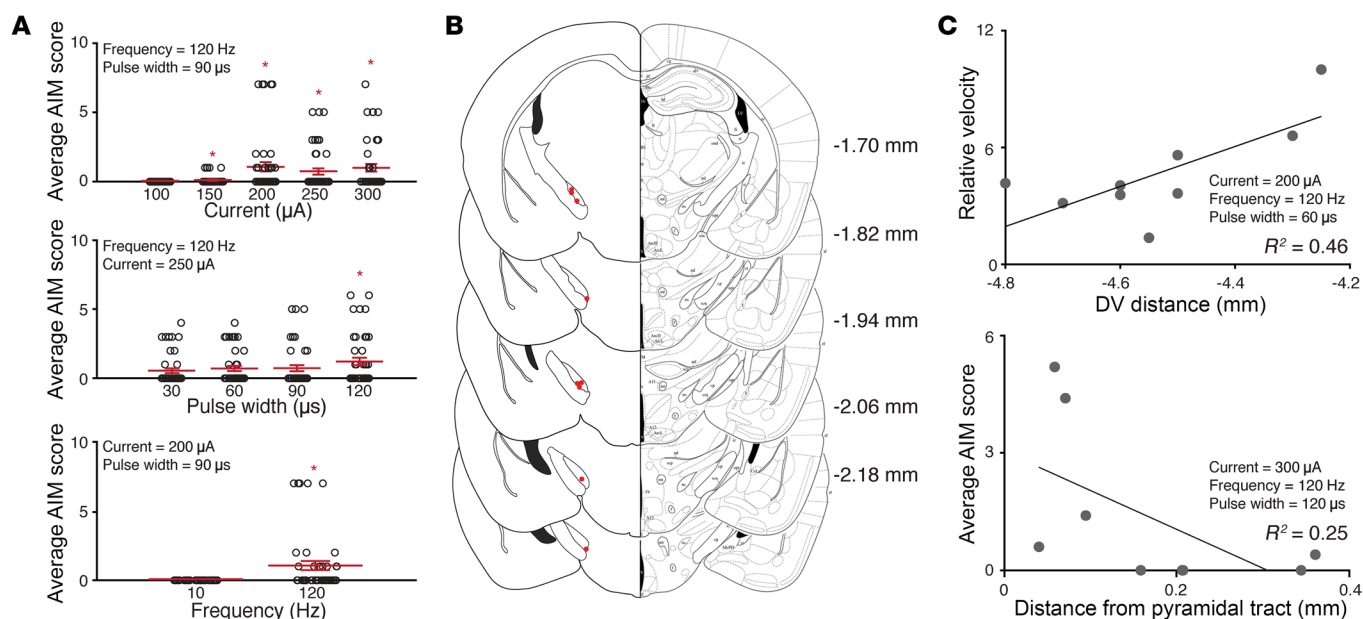 A
Average AIM score
10
5
0
Frequency = 120 Hz
Pulse width = 90 µs
*
*
*
*
100 150 200 250 300
Current (µA)
Average AIM score
10
5
0
Frequency = 120 Hz
Current = 250 µA
*
30 60 90 120
Pulse width (µs)
Average AIM score
10
5
0
Current = 200 µA
Pulse width = 90 µs
*
10 120
Frequency (Hz)
B
-1.70 mm
-1.82 mm
-1.94 mm
-2.06 mm
-2.18 mm
C
Relative velocity
12
6
0
Current = 200 µA
Frequency = 120 Hz
Pulse width = 60 µs
R² = 0.46
-4.8 -4.6 -4.4 -4.2
DV distance (mm)
Average AIM score
6
3
0
Current = 300 µA
Frequency = 120 Hz
Pulse width = 120 µs
R² = 0.25
0 0.2 0.4
Distance from pyramidal tract (mm)